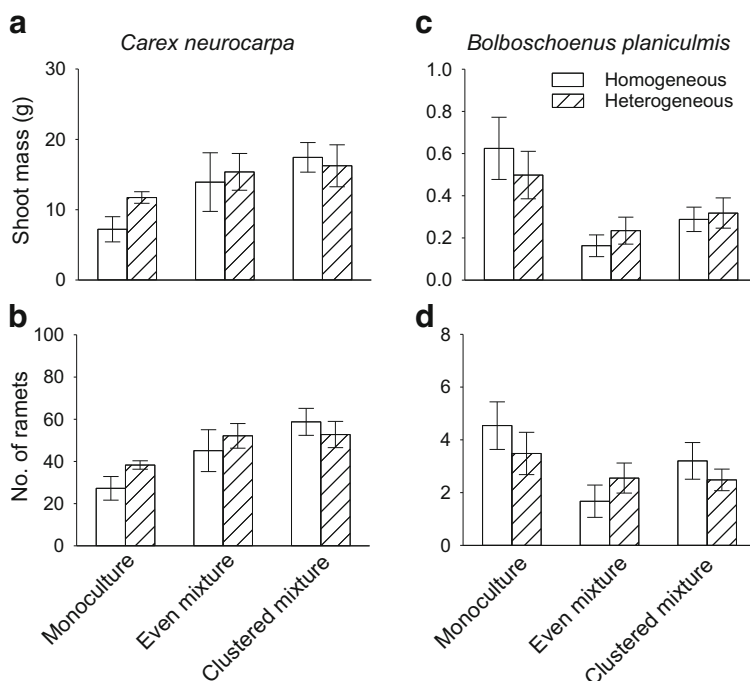 a
Carex neurocarpa
Shoot mass (g)
30
20
10
0
c
Bolboschoenus planiculmis
1.0
0.8
0.6
0.4
0.2
0.0
Homogeneous
Heterogeneous
b
No. of ramets
100
80
60
40
20
0
Monoculture
Even mixture
Clustered mixture
d
8
6
4
2
0
Monoculture
Even mixture
Clustered mixture